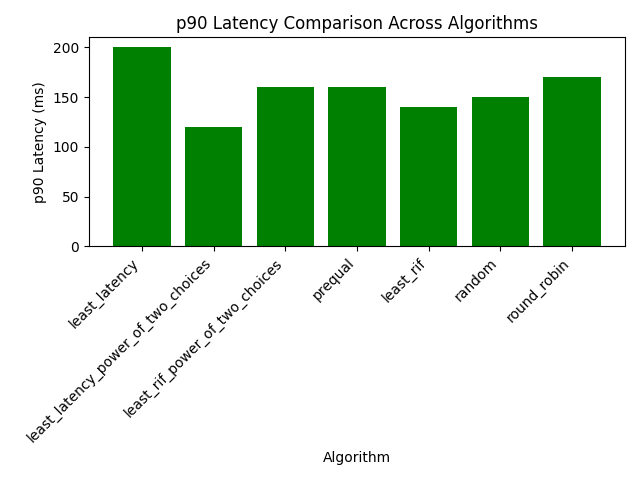 p90 Latency Comparison Across Algorithms
p90 Latency (ms)
200
150
100
50
0
least_latency
least_latency_power_of_two_choices
least_rif_power_of_two_choices
prequal
least_rif
random
round_robin
Algorithm